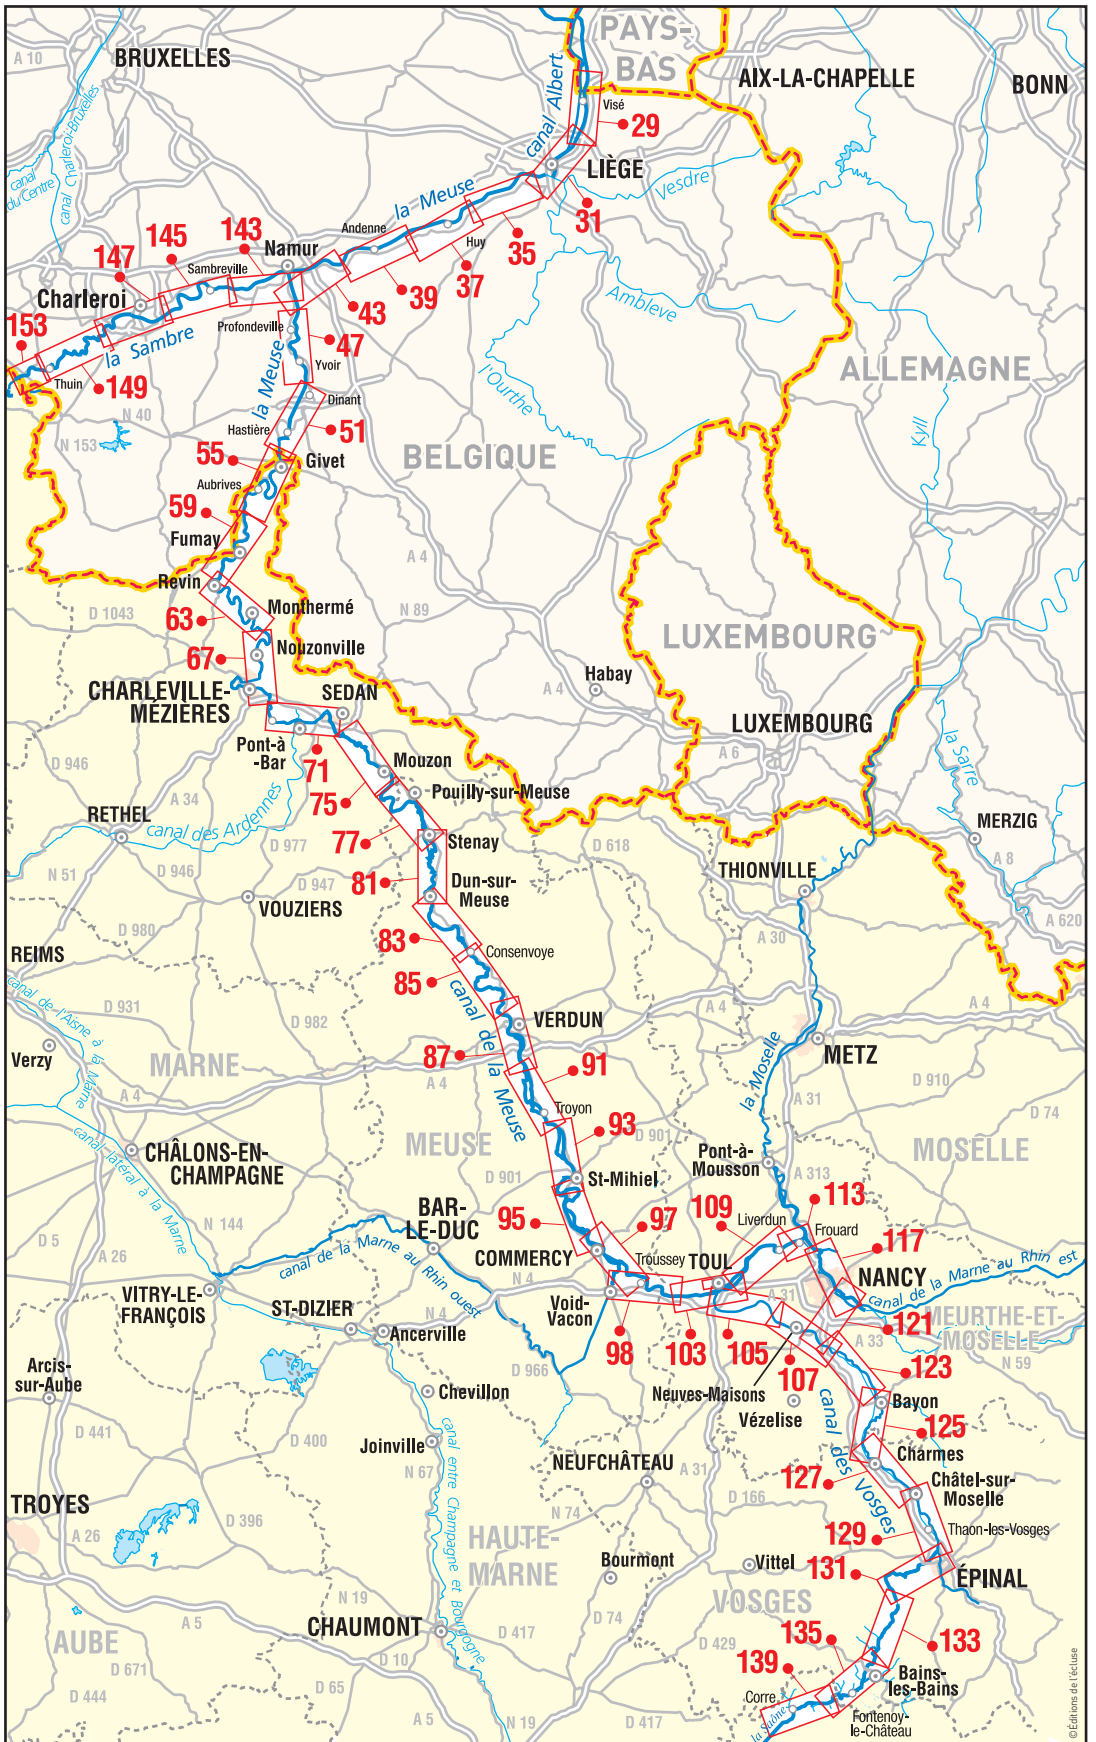 PAYS-
BAS
A 10
BRUXELLES
AIX-LA-CHAPELLE
BONN
canal Albert
Visé
29
canal Charleroi-Bruxelles
canal
du Centre
LIÈGE
Vesdre
31
la Meuse
35
Andenne
Huy
37
143
145
Namur
147
Sambreville
39
43
Charleroi
Amblève
153
la Sambre
Profondeville
47
la Meuse
Yvoir
Thuin
149
l'Ourthe
ALLEMAGNE
Dinant
N 40
Hastière
51
Kyll
N 153
55
Givet
BELGIQUE
Aubrives
59
Fumay
A 4
Revin
D 1043
63
Monthermé
N 89
67
Nouzonville
LUXEMBOURG
CHARLEVILLE-
MÉZIÈRES
SEDAN
A 4
Habay
LUXEMBOURG
Pont-à
-Bar
71
A 6
la Sarre
D 946
Mouzon
75
Pouilly-sur-Meuse
A 34
RETHEL
canal des Ardennes
MERZIG
D 977
77
Stenay
D 618
A 8
N 51
D 946
D 947
81
Dun-sur-
Meuse
THIONVILLE
VOUZIERS
A 620
D 980
83
A 30
REIMS
Consenvoye
85
canal de l'Aisne à la Marne
D 931
D 982
canal de la Meuse
VERDUN
A 4
A 4
Verzy
MARNE
87
A 4
91
la Moselle
METZ
D 910
A 4
A 31
Troyon
93
D 901
D 74
CHÂLONS-EN-
CHAMPAGNE
MEUSE
Pont-à-
Mousson
MOSELLE
canal latéral à la Marne
D 901
St-Mihiel
A 313
113
BAR-
LE-DUC
95
97
109
Liverdun
Frouard
117
D 5
N 144
A 26
canal de la Marne au Rhin ouest
COMMERCY
Troussey
TOUL
NANCY
canal de la Marne au Rhin est
VITRY-LE-
FRANÇOIS
N 4
Void-
Vacon
A 31
MEURTHE-ET-
MOSELLE
ST-DIZIER
N 4
Ancerville
98
103
105
107
121
A 33
N 59
Arcis-
sur-Aube
D 966
Neuves-Maisons
123
Chevillon
Vézelise
Bayon
D 441
D 400
Joinville
canal des Vosges
125
Charmes
N 67
canal entre Champagne et Bourgogne
NEUFCHÂTEAU
A 31
127
Châtel-sur-
Moselle
TROYES
D 166
D 396
N 74
Thaon-les-Vosges
A 26
HAUTE-
MARNE
129
Bourmont
Vittel
131
ÉPINAL
N 19
VOSGES
A 5
CHAUMONT
D 74
D 417
D 429
135
133
AUBE
D 10
139
D 671
Bains-
les-Bains
D 444
D 65
Corre
A 5
N 19
D 417
la Saône
Fontenoy-
le-Château
© Éditions de l'écluse